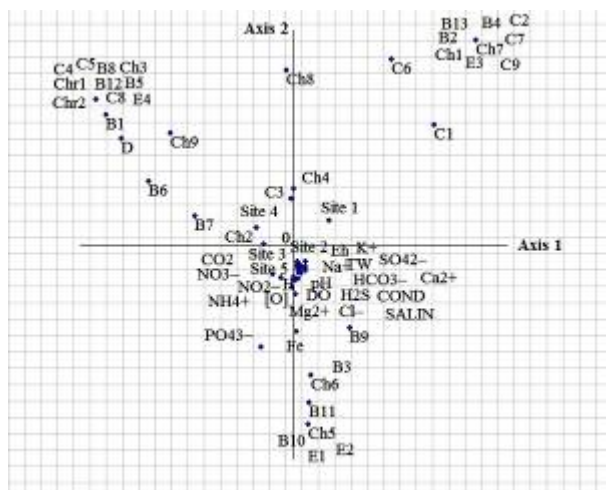 B13 B4 C2
Axis 2
B2 C7
Ch1 Ch7
E3 C9
C6
C4 C5 B8 Ch3
Chr1 B12 B5
Chr2 C8 E4
Ch8
B1
D
Ch9
C1
B6
Ch4
C3
B7
Site 4 Site 1
Ch2 0
Axis 1
Site 3 Site 2 Eh K+
CO2 Site 5 Na+ TW SO42–
NO3– NO2– pH HCO3– Ca2+
NH4+ [O] DO H2S COND
Mg2+ Cl– SALIN
PO43– Fe B9
B3
Ch6
B11
B10 Ch5
E1 E2